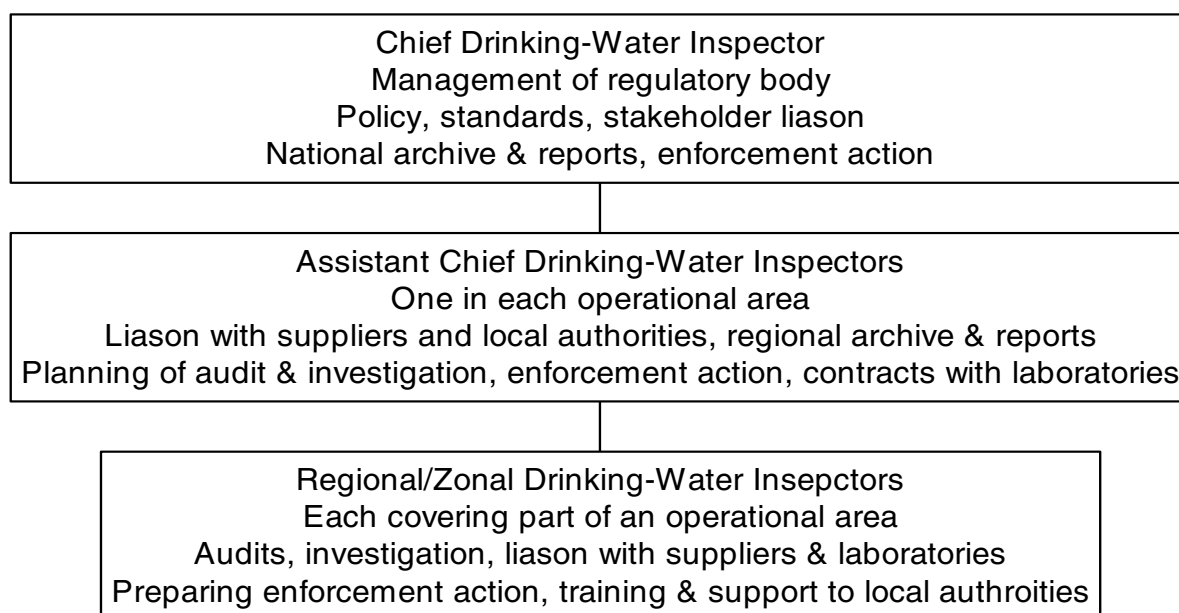 Chief Drinking-Water Inspector
Management of regulatory body
Policy, standards, stakeholder liason
National archive & reports, enforcement action
Assistant Chief Drinking-Water Inspectors
One in each operational area
Liason with suppliers and local authorities, regional archive & reports
Planning of audit & investigation, enforcement action, contracts with laboratories
Regional/Zonal Drinking-Water Insepctors
Each covering part of an operational area
Audits, investigation, liason with suppliers & laboratories
Preparing enforcement action, training & support to local authroities